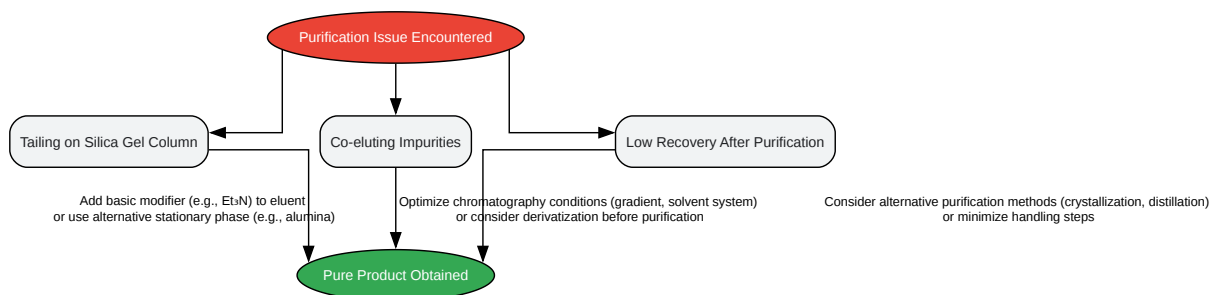 Purification Issue Encountered
Tailing on Silica Gel Column
Co-eluting Impurities
Low Recovery After Purification
Add basic modifier (e.g., Et₃N) to eluent
or use alternative stationary phase (e.g., alumina)
Optimize chromatography conditions (gradient, solvent system)
or consider derivatization before purification
Consider alternative purification methods (crystallization, distillation)
or minimize handling steps
Pure Product Obtained